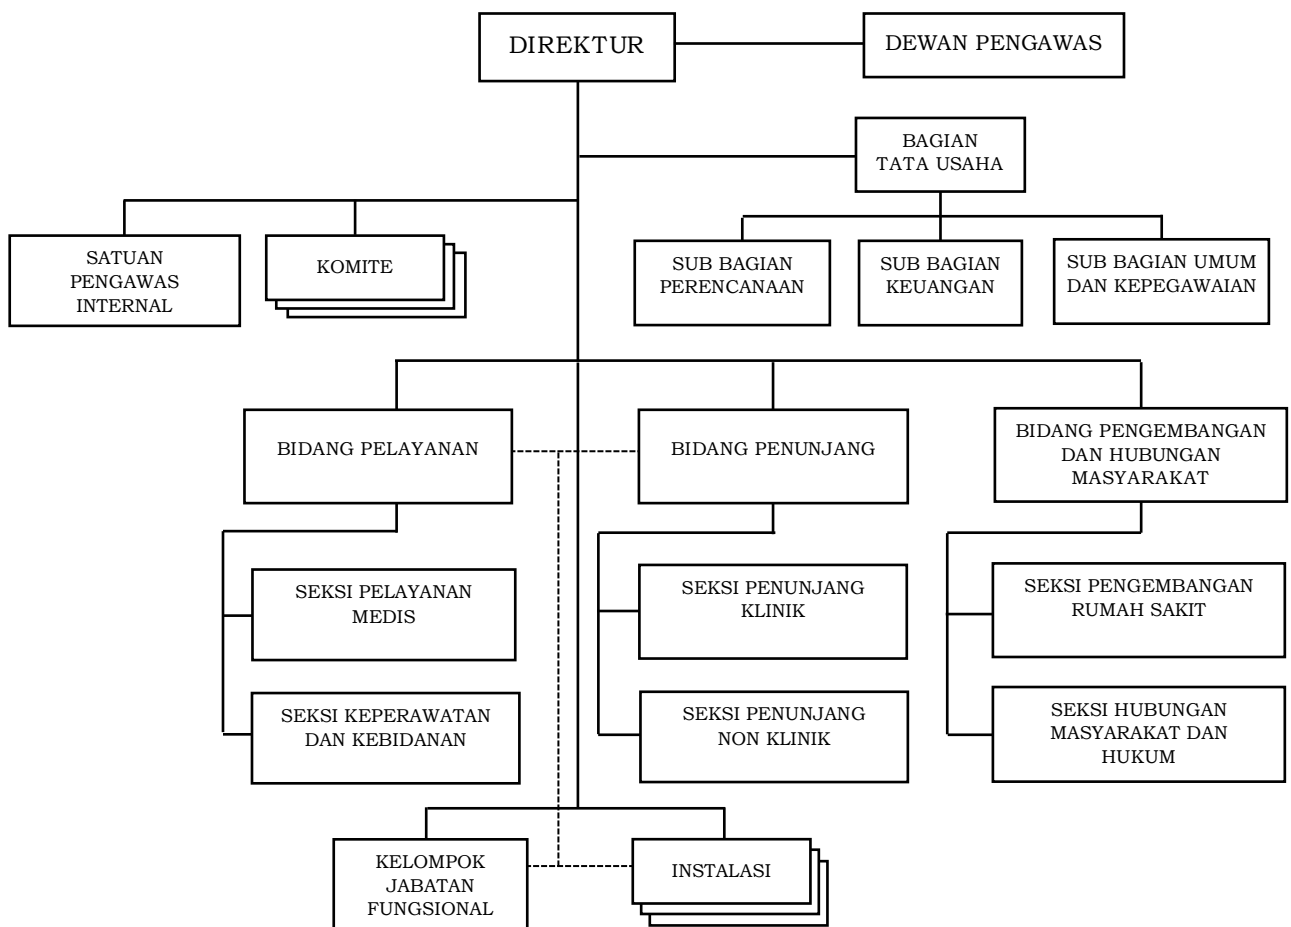 DIREKTUR
DEWAN PENGAWAS
BAGIAN
TATA USAHA
SATUAN
PENGAWAS
INTERNAL
KOMITE
SUB BAGIAN
PERENCANAAN
SUB BAGIAN
KEUANGAN
SUB BAGIAN UMUM
DAN KEPEGAWAIAN
BIDANG PELAYANAN
BIDANG PENUNJANG
BIDANG PENGEMBANGAN
DAN HUBUNGAN
MASYARAKAT
SEKSI PELAYANAN
MEDIS
SEKSI PENUNJANG
KLINIK
SEKSI PENGEMBANGAN
RUMAH SAKIT
SEKSI KEPERAWATAN
DAN KEBIDANAN
SEKSI PENUNJANG
NON KLINIK
SEKSI HUBUNGAN
MASYARAKAT DAN
HUKUM
KELOMPOK
JABATAN
FUNGSIONAL
INSTALASI